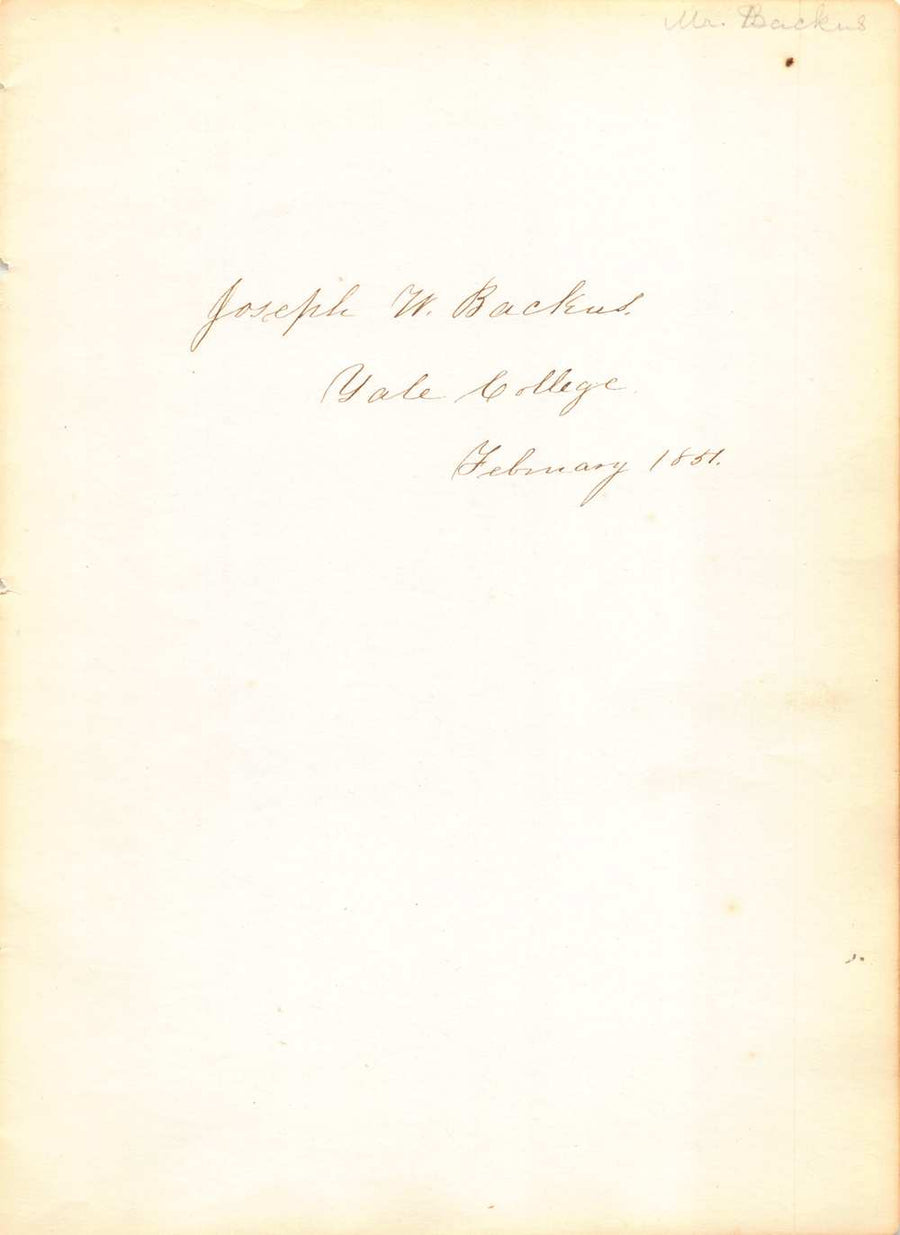 Mr. Backus
Joseph W. Backus.
Yale College.
February 1851.